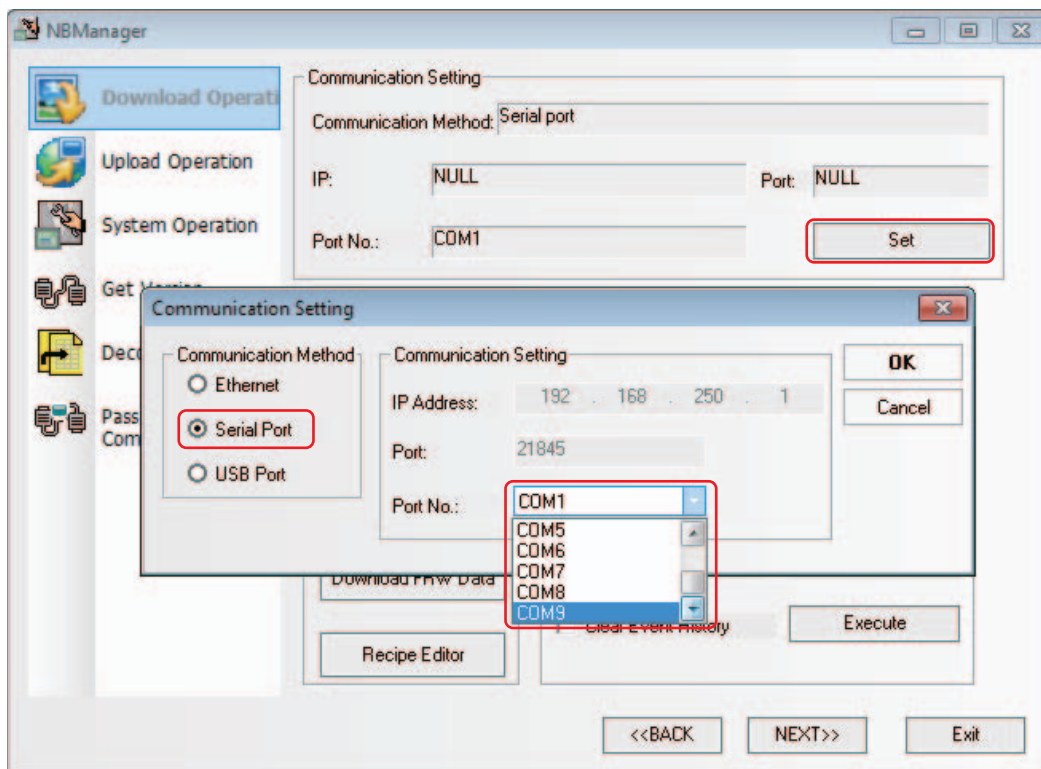 NBManager
Download Operati
Upload Operation
System Operation
Get
Deco
Pass
Com
Communication Setting
Communication Method: Serial port
IP: NULL Port: NULL
Port No.: COM1 Set
Communication Setting
Communication Method
Ethernet
Serial Port
USB Port
Communication Setting
IP Address: 192 . 168 . 250 . 1
Port: 21845
Port No.: COM1
COM5
COM6
COM7
COM8
COM9
OK
Cancel
Download PRW Data
Recipe Editor
Clear Event History
Execute
<<BACK NEXT>> Exit